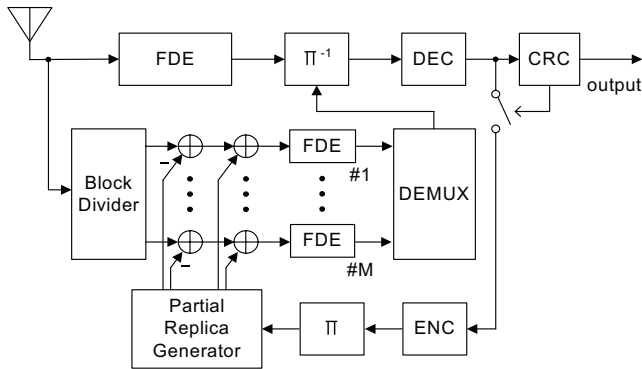 FDE
Π⁻¹
DEC
CRC
output
Block
Divider
−
FDE
#1
DEMUX
−
FDE
#M
Partial
Replica
Generator
Π
ENC